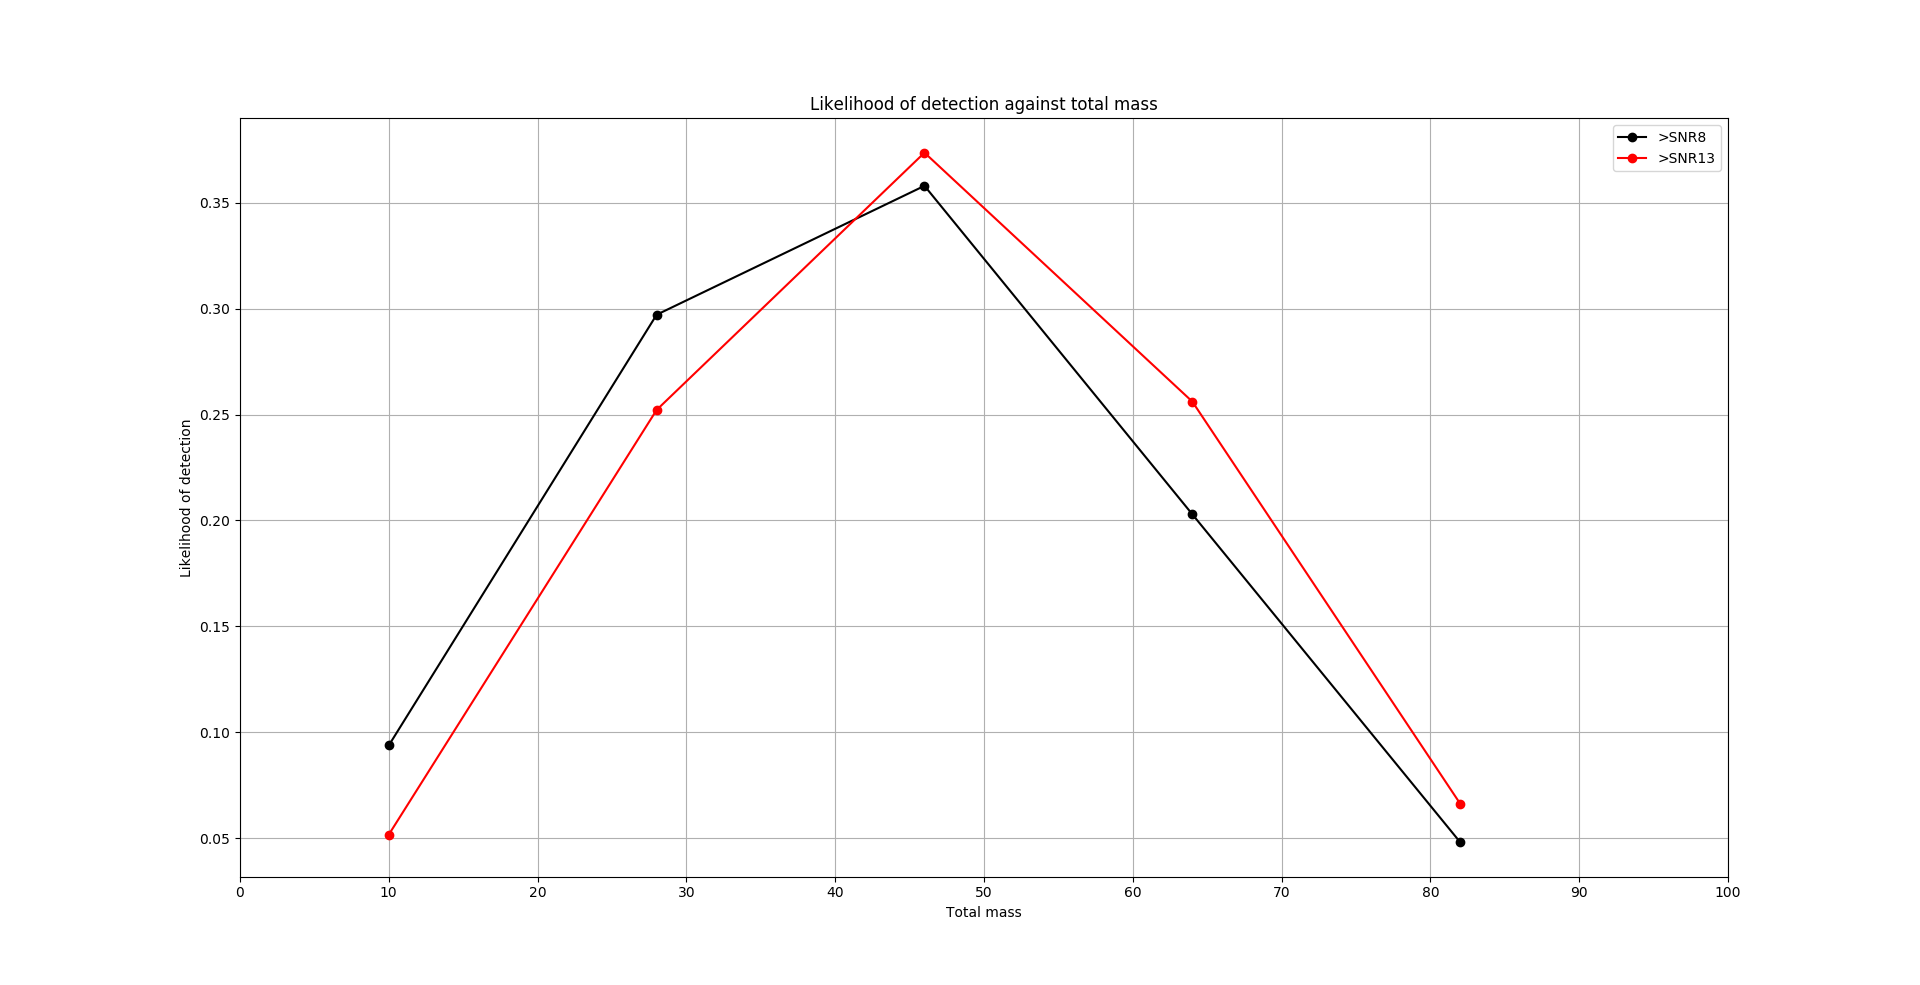 Likelihood of detection against total mass
>SNR8
>SNR13
0.35
0.30
0.25
0.20
0.15
0.10
0.05
Likelihood of detection
0 10 20 30 40 50 60 70 80 90 100
Total mass